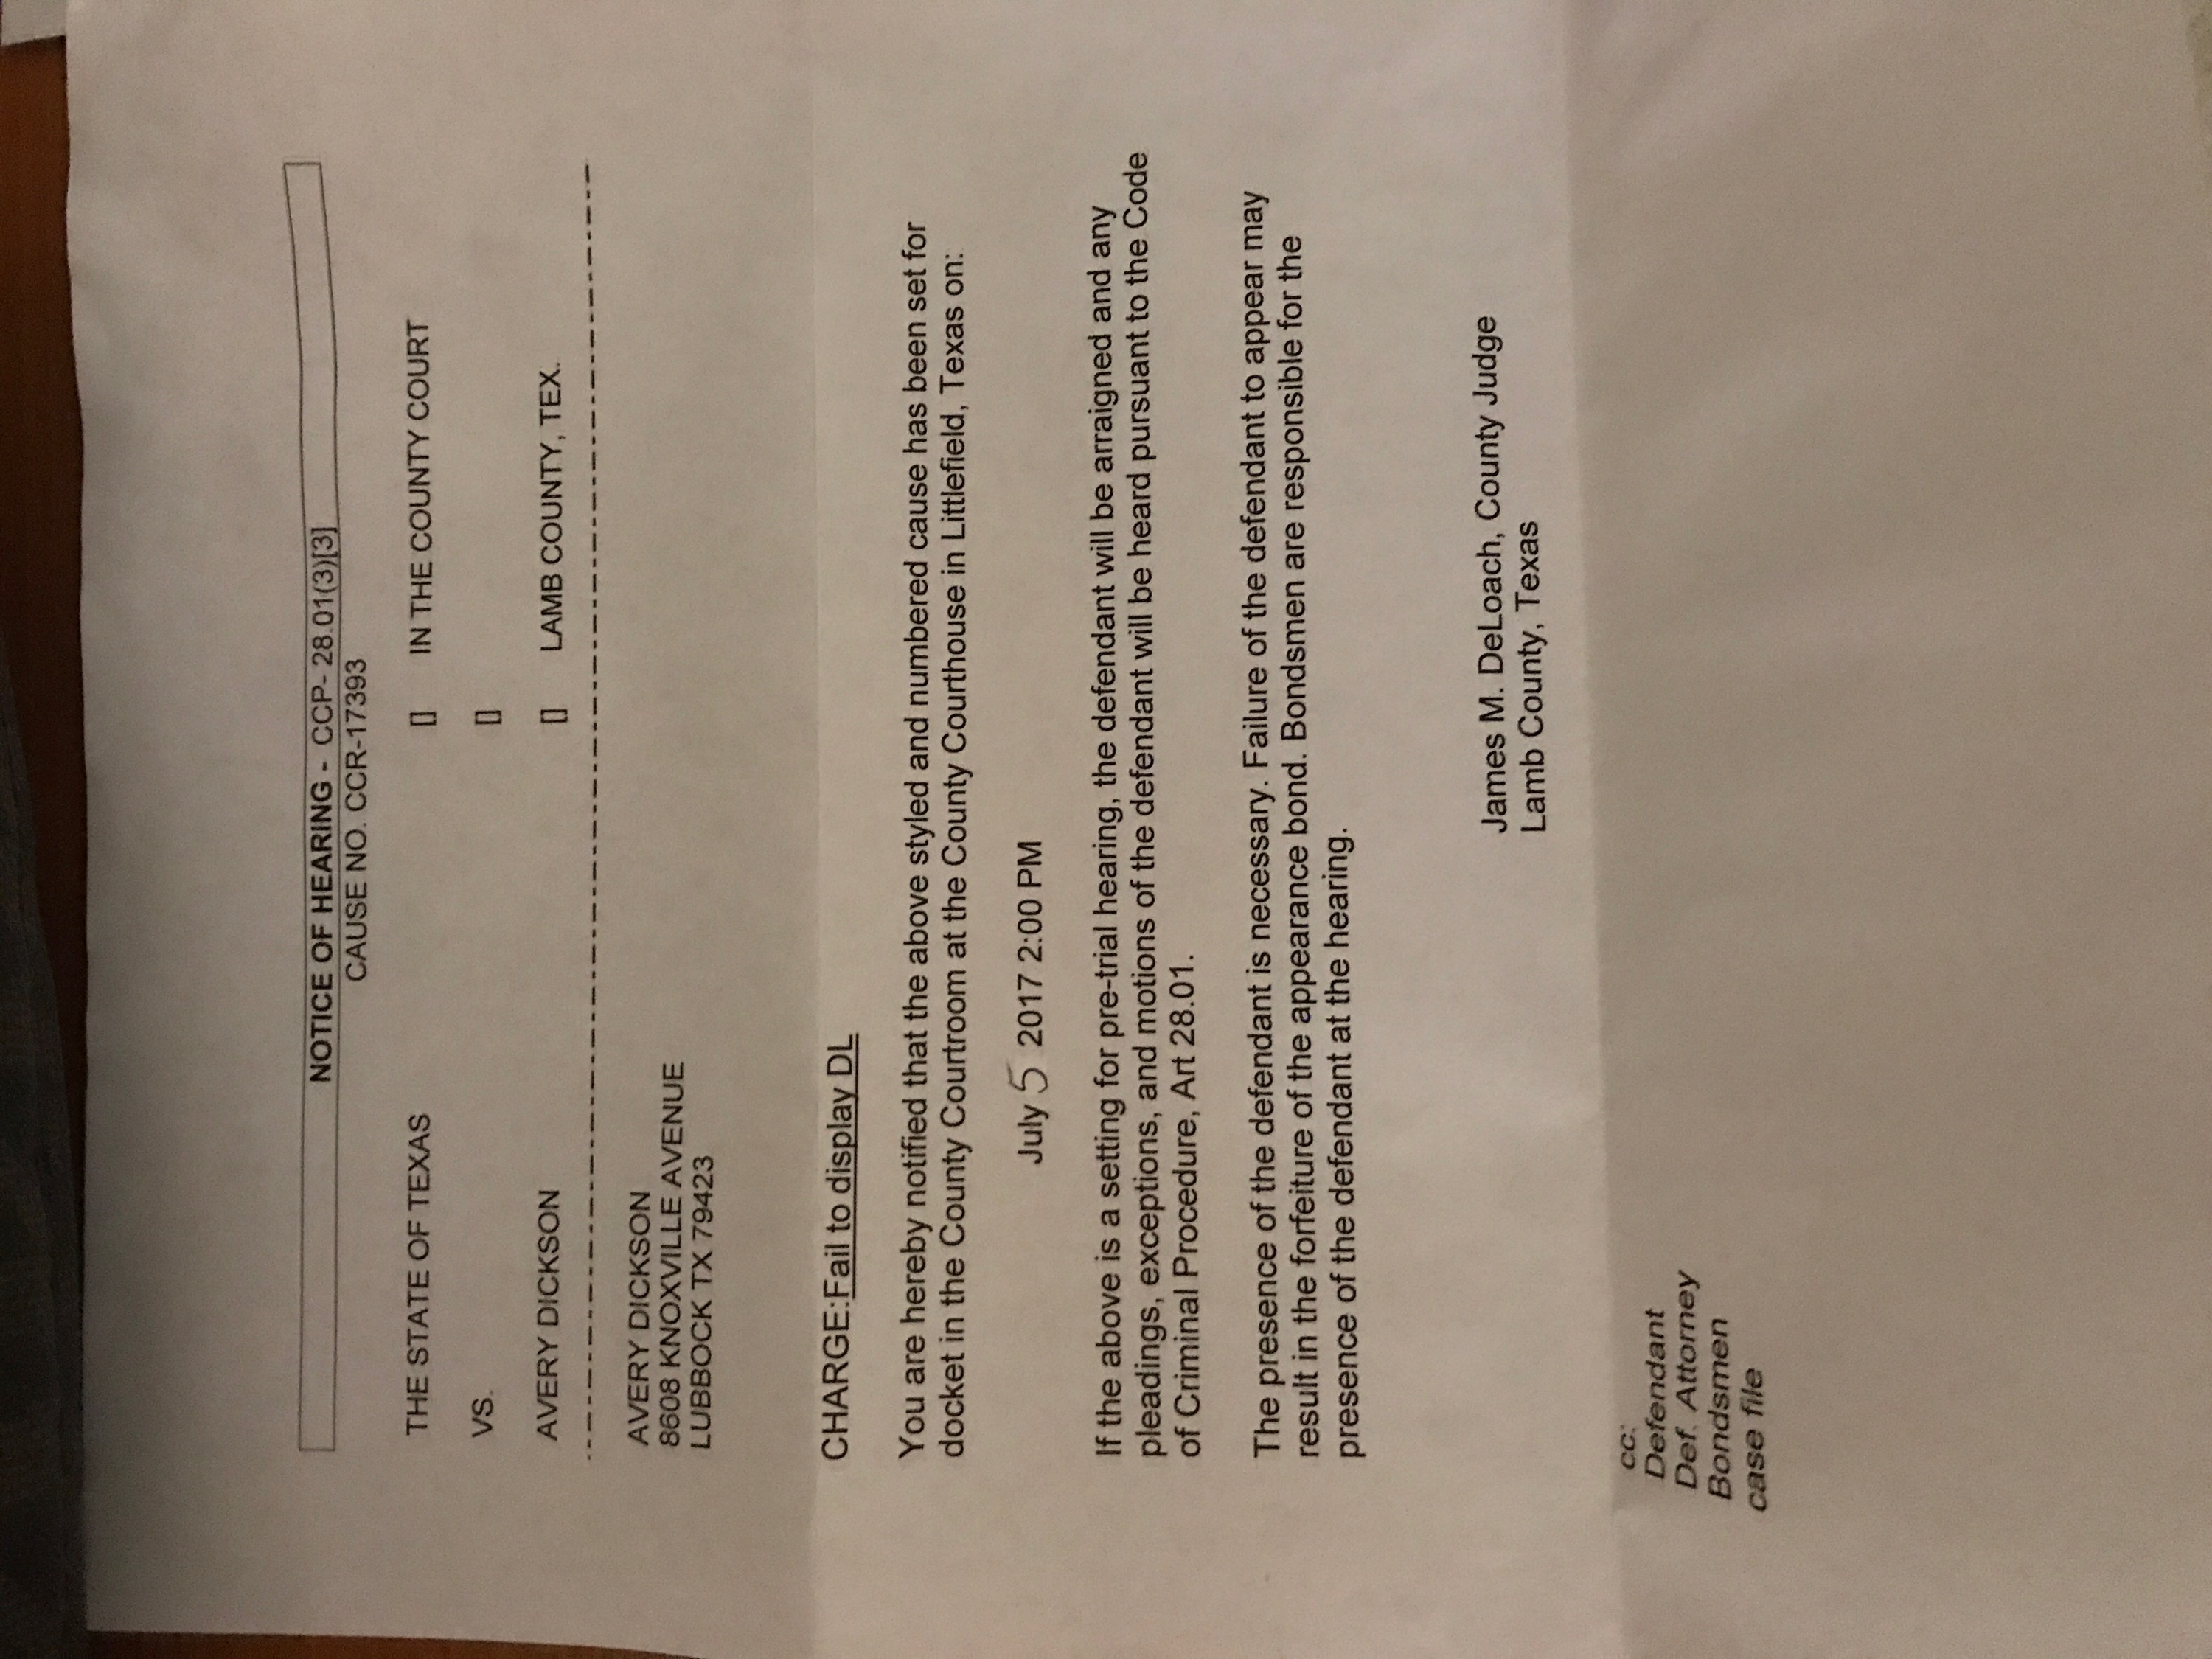 NOTICE OF HEARING - CCP- 28.01(3)[3]
CAUSE NO. CCR-17393
THE STATE OF TEXAS [] IN THE COUNTY COURT
VS. []
AVERY DICKSON [] LAMB COUNTY, TEX.
AVERY DICKSON
8608 KNOXVILLE AVENUE
LUBBOCK TX 79423
CHARGE:Fail to display DL
You are hereby notified that the above styled and numbered cause has been set for
docket in the County Courtroom at the County Courthouse in Littlefield, Texas on:
July 5 2017 2:00 PM
If the above is a setting for pre-trial hearing, the defendant will be arraigned and any
pleadings, exceptions, and motions of the defendant will be heard pursuant to the Code
of Criminal Procedure, Art 28.01.
The presence of the defendant is necessary. Failure of the defendant to appear may
result in the forfeiture of the appearance bond. Bondsmen are responsible for the
presence of the defendant at the hearing.
James M. DeLoach, County Judge
Lamb County, Texas
cc:
Defendant
Def. Attorney
Bondsmen
case file